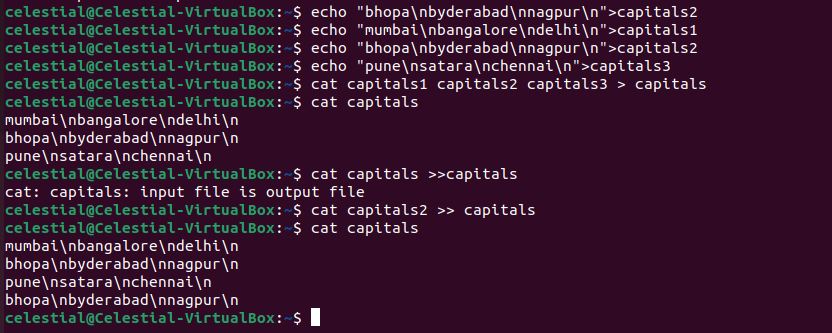 celestial@Celestial-VirtualBox:~$ echo "bhopa\nbyderabad\nnagpur\n">capitals2
celestial@Celestial-VirtualBox:~$ echo "mumbai\nbangalore\ndelhi\n">capitals1
celestial@Celestial-VirtualBox:~$ echo "bhopa\nbyderabad\nnagpur\n">capitals2
celestial@Celestial-VirtualBox:~$ echo "pune\nsatara\nchennai\n">capitals3
celestial@Celestial-VirtualBox:~$ cat capitals1 capitals2 capitals3 > capitals
celestial@Celestial-VirtualBox:~$ cat capitals
mumbai\nbangalore\ndelhi\n
bhopa\nbyderabad\nnagpur\n
pune\nsatara\nchennai\n
celestial@Celestial-VirtualBox:~$ cat capitals >>capitals
cat: capitals: input file is output file
celestial@Celestial-VirtualBox:~$ cat capitals2 >> capitals
celestial@Celestial-VirtualBox:~$ cat capitals
mumbai\nbangalore\ndelhi\n
bhopa\nbyderabad\nnagpur\n
pune\nsatara\nchennai\n
bhopa\nbyderabad\nnagpur\n
celestial@Celestial-VirtualBox:~$